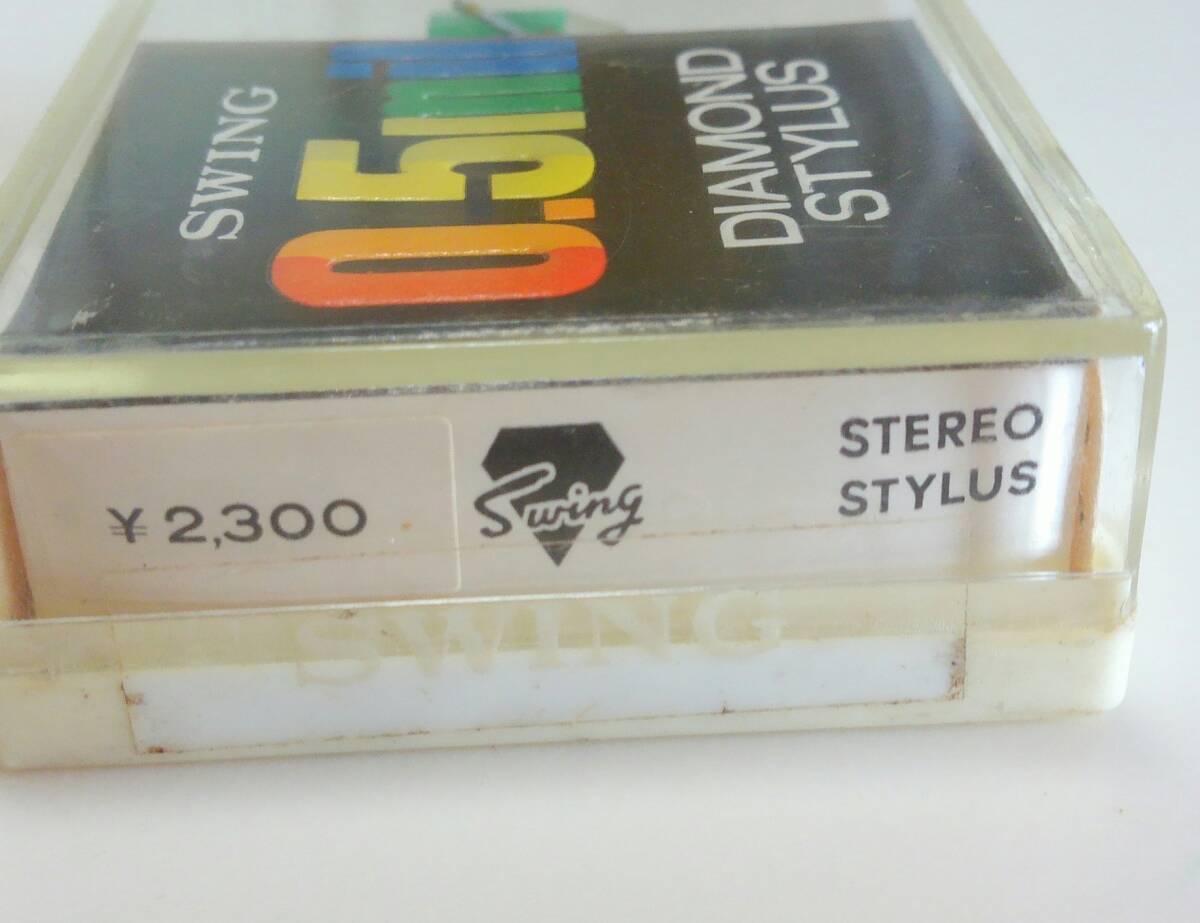 SWING
0.5mil
DIAMOND
STYLUS
¥2,300
Swing
STEREO
STYLUS
SWING